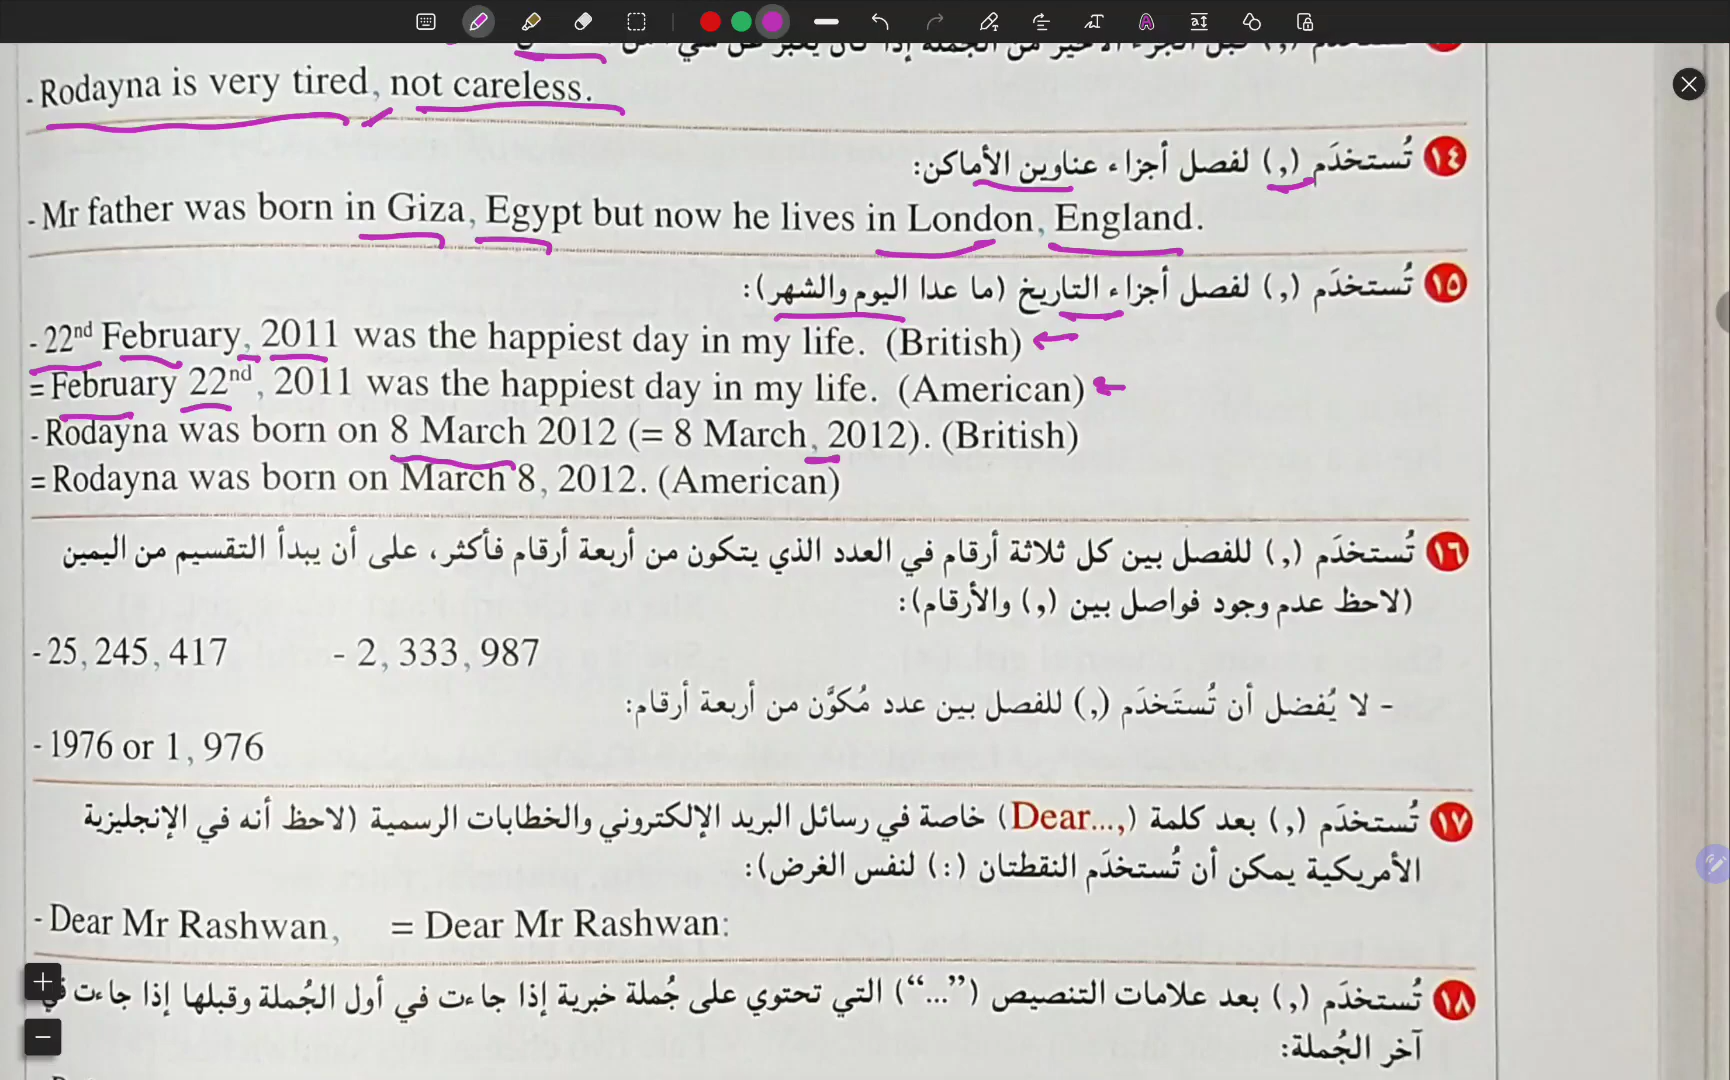 - Rodayna is very tired, not careless.
١٤ تُستخدَم (,) لفصل أجزاء عناوين الأماكن:
- Mr father was born in Giza, Egypt but now he lives in London, England.
١٥ تُستخدَم (,) لفصل أجزاء التاريخ (ما عدا اليوم والشهر):
- 22nd February, 2011 was the happiest day in my life. (British)
= February 22nd, 2011 was the happiest day in my life. (American)
- Rodayna was born on 8 March 2012 (= 8 March, 2012). (British)
= Rodayna was born on March 8, 2012. (American)
١٦ تُستخدَم (,) للفصل بين كل ثلاثة أرقام في العدد الذي يتكون من أربعة أرقام فأكثر، على أن يبدأ التقسيم من اليمين
(لاحظ عدم وجود فواصل بين (,) والأرقام):
- 25, 245, 417 - 2, 333, 987
- لا يُفضل أن تُستَخدَم (,) للفصل بين عدد مُكوَّن من أربعة أرقام:
- 1976 or 1, 976
١٧ تُستخدَم (,) بعد كلمة (Dear...,) خاصة في رسائل البريد الإلكتروني والخطابات الرسمية (لاحظ أنه في الإنجليزية
الأمريكية يمكن أن تُستخدَم النقطتان (:) لنفس الغرض):
- Dear Mr Rashwan, = Dear Mr Rashwan:
١٨ تُستخدَم (,) بعد علامات التنصيص (“...”) التي تحتوي على جُملة خبرية إذا جاءت في أول الجُملة وقبلها إذا جاءت في
آخر الجُملة: